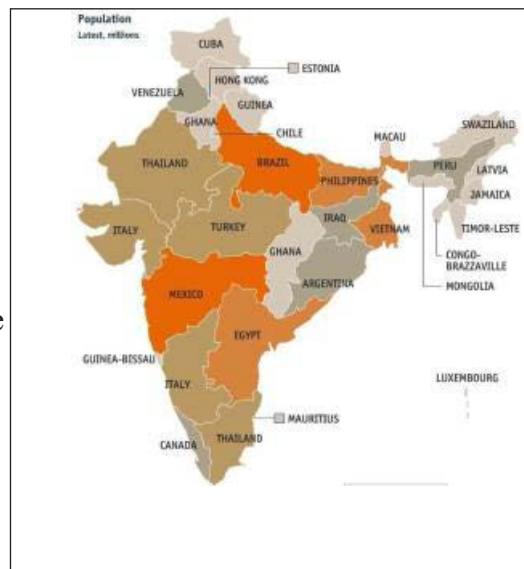 Population
Latest, millions
CUBA
ESTONIA
HONG KONG
VENEZUELA
GUINEA
GHANA
CHILE
SWAZILAND
MACAU
THAILAND
BRAZIL
PERU
LATVIA
PHILIPPINES
JAMAICA
IRAQ
ITALY
TURKEY
VIETNAM
TIMOR-LESTE
GHANA
CONGO-
BRAZZAVILLE
ARGENTINA
MONGOLIA
MEXICO
EGYPT
GUINEA-BISSAU
LUXEMBOURG
ITALY
MAURITIUS
CANADA
THAILAND
e